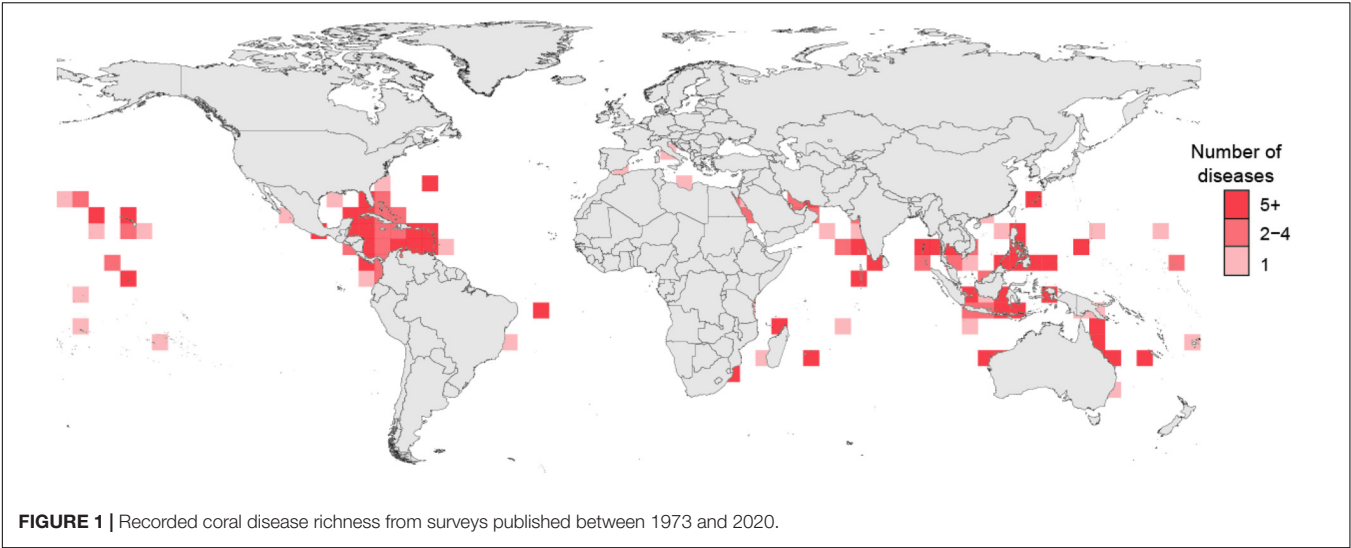 Number of
diseases
5+
2–4
1
FIGURE 1 | Recorded coral disease richness from surveys published between 1973 and 2020.